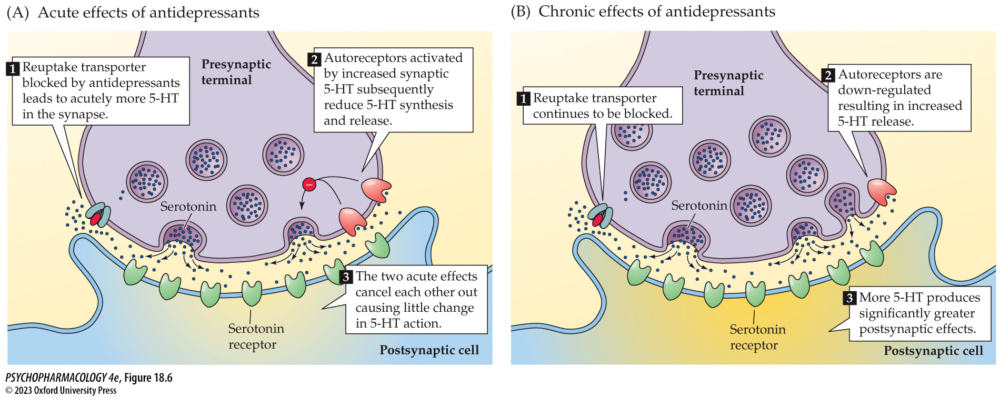 (A) Acute effects of antidepressants
1 Reuptake transporter
blocked by antidepressants
leads to acutely more 5-HT
in the synapse.
Presynaptic
terminal
2 Autoreceptors activated
by increased synaptic
5-HT subsequently
reduce 5-HT synthesis
and release.
−
Serotonin
3 The two acute effects
cancel each other out
causing little change
in 5-HT action.
Serotonin
receptor
Postsynaptic cell
(B) Chronic effects of antidepressants
1 Reuptake transporter
continues to be blocked.
Presynaptic
terminal
2 Autoreceptors are
down-regulated
resulting in increased
5-HT release.
Serotonin
3 More 5-HT produces
significantly greater
postsynaptic effects.
Serotonin
receptor
Postsynaptic cell
PSYCHOPHARMACOLOGY 4e, Figure 18.6
© 2023 Oxford University Press